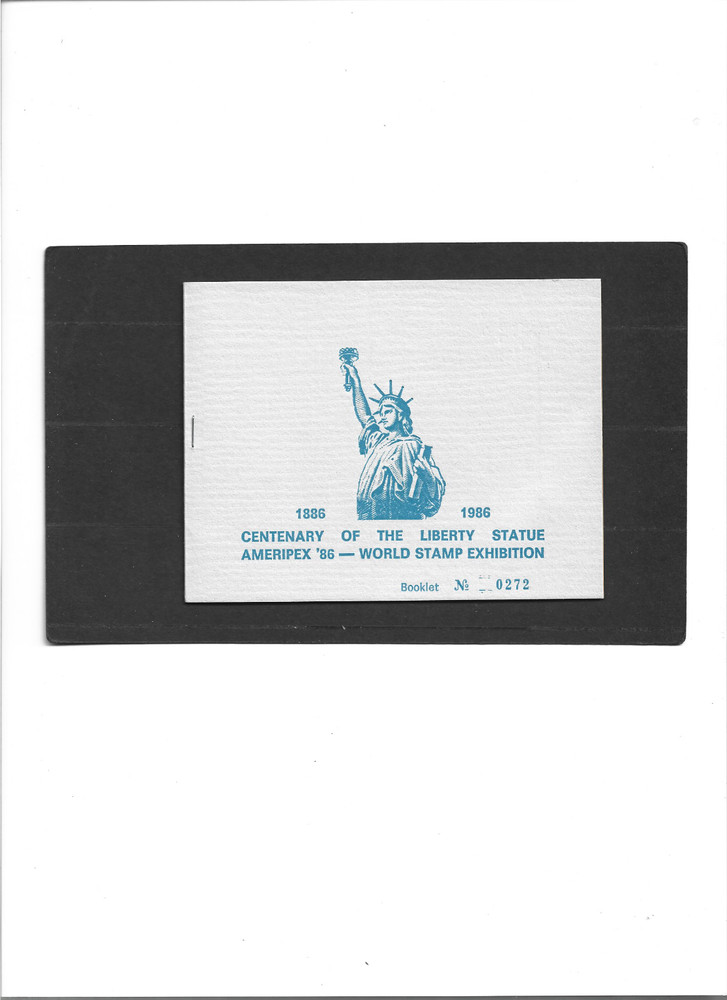 1886 1986
CENTENARY OF THE LIBERTY STATUE
AMERIPEX '86 — WORLD STAMP EXHIBITION
Booklet № 0272